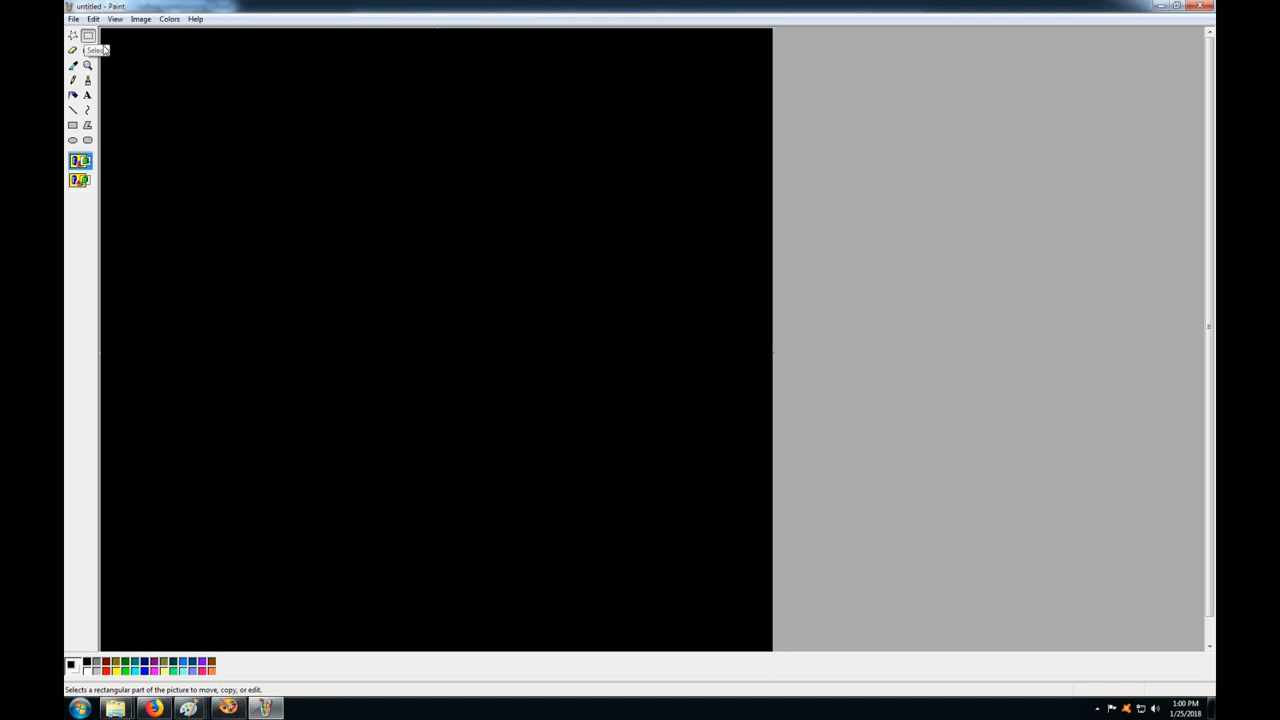 untitled - Paint
File Edit View Image Colors Help
Select
A
Selects a rectangular part of the picture to move, copy, or edit.
1:00 PM
1/25/2018